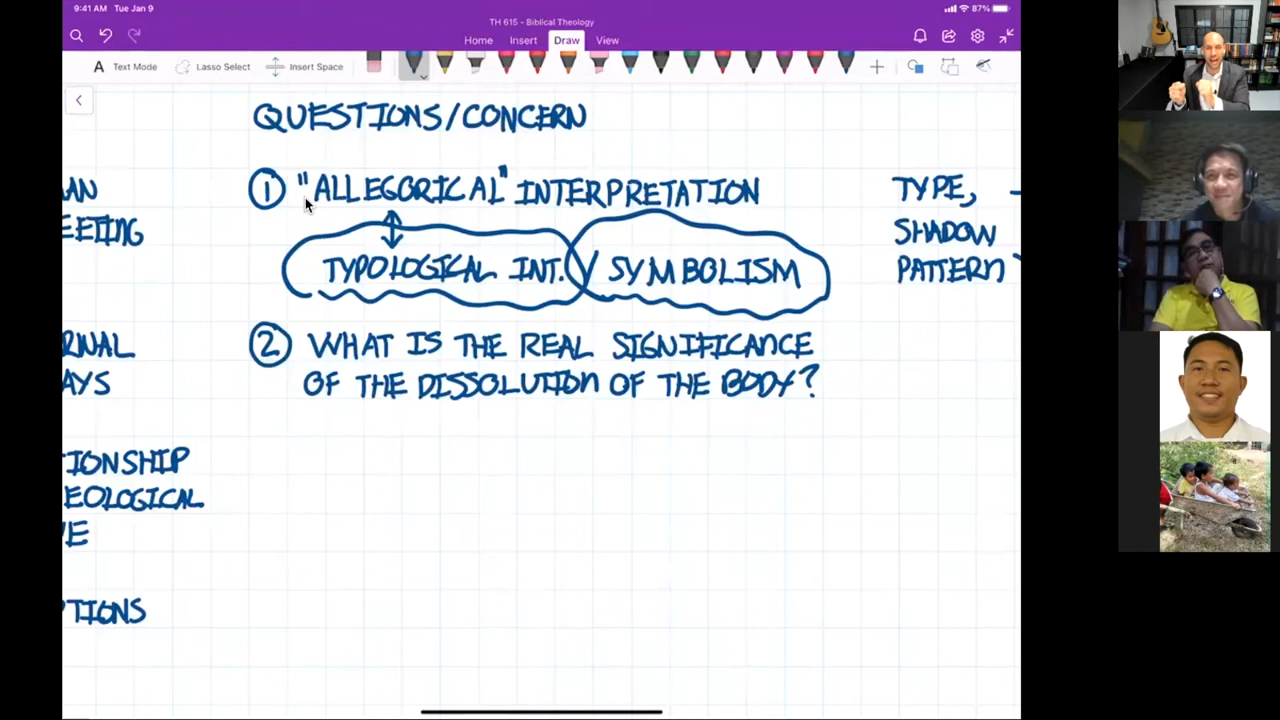 9:41 AM Tue Jan 9
87%
TH 615 - Biblical Theology
Home Insert Draw View
Text Mode Lasso Select Insert Space
QUESTIONS/CONCERN
① "ALLEGORICAL" INTERPRETATION
TYPOLOGICAL INT. / SYMBOLISM
② WHAT IS THE REAL SIGNIFICANCE
OF THE DISSOLUTION OF THE BODY?
TYPE,
SHADOW
PATTERN
AN
EETING
RNAL
AYS
TIONSHIP
EOLOGICAL
E
PTIONS